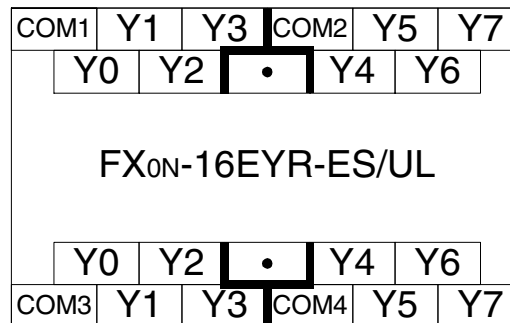 COM1 Y1 Y3 COM2 Y5 Y7
Y0 Y2 • Y4 Y6
FX0N-16EYR-ES/UL
Y0 Y2 • Y4 Y6
COM3 Y1 Y3 COM4 Y5 Y7